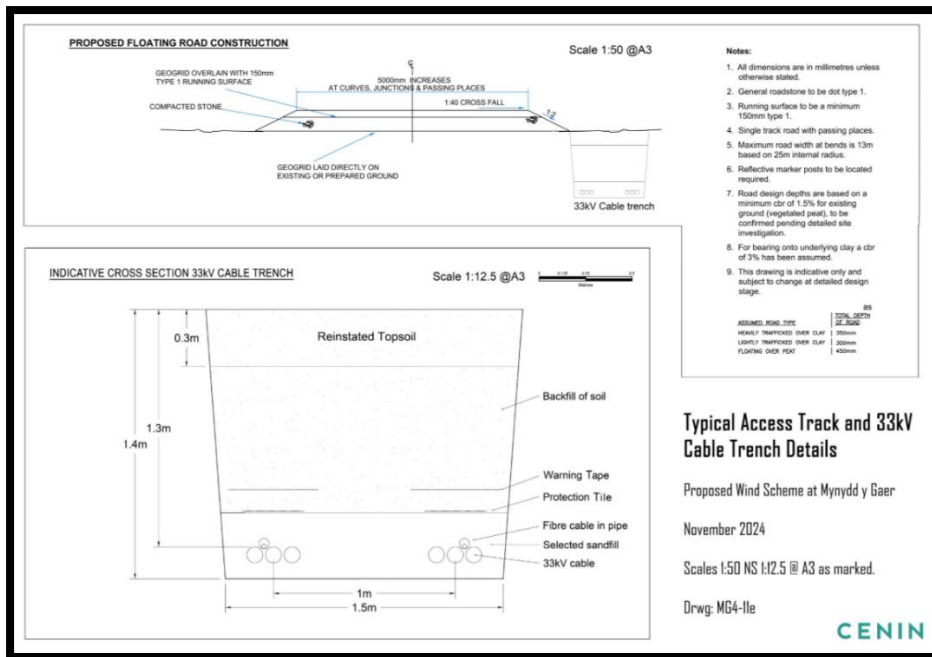 PROPOSED FLOATING ROAD CONSTRUCTION
Scale 1:50 @A3
GEOGRID OVERLAIN WITH 150mm
TYPE 1 RUNNING SURFACE
COMPACTED STONE
5000mm INCREASES
AT CURVES, JUNCTIONS & PASSING PLACES
1:40 CROSS FALL
1:2
GEOGRID LAID DIRECTLY ON
EXISTING OR PREPARED GROUND
33kV Cable trench
Notes:
1. All dimensions are in millimetres unless
otherwise stated.
2. General roadstone to be dot type 1.
3. Running surface to be a minimum
150mm type 1.
4. Single track road with passing places.
5. Maximum road width at bends is 13m
based on 25m internal radius.
6. Reflective marker posts to be located
required.
7. Road design depths are based on a
minimum cbr of 1.5% for existing
ground (vegetated peat), to be
confirmed pending detailed site
investigation.
8. For bearing onto underlying clay a cbr
of 3% has been assumed.
9. This drawing is indicative only and
subject to change at detailed design
stage.
ASSUMED ROAD TYPE TOTAL DEPTH
OF ROAD
HEAVILY TRAFFICKED OVER CLAY 350mm
LIGHTLY TRAFFICKED OVER CLAY 300mm
FLOATING OVER PEAT 450mm
INDICATIVE CROSS SECTION 33kV CABLE TRENCH
Scale 1:12.5 @A3
Metres
0.3m
1.3m
1.4m
Reinstated Topsoil
Backfill of soil
Warning Tape
Protection Tile
Fibre cable in pipe
Selected sandfill
33kV cable
1m
1.5m
Typical Access Track and 33kV
Cable Trench Details
Proposed Wind Scheme at Mynydd y Gaer
November 2024
Scales 1:50 NS 1:12.5 @ A3 as marked.
Drwg: MG4-11e
CENIN